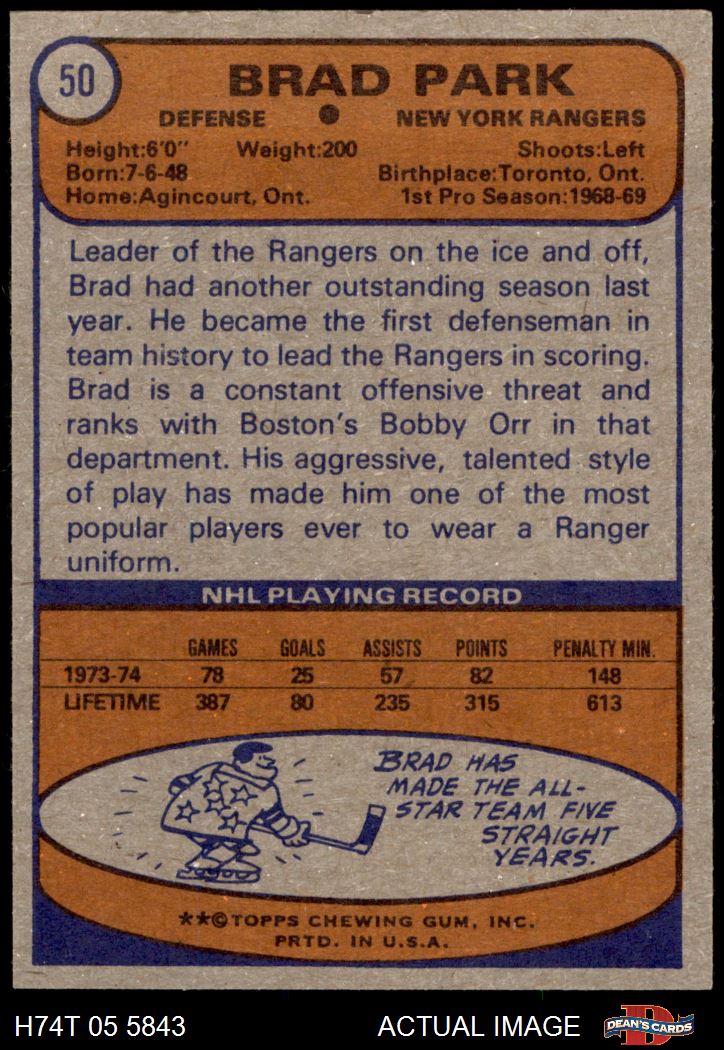 50
BRAD PARK
DEFENSE NEW YORK RANGERS
Height:6'0" Weight:200 Shoots:Left
Born:7-6-48 Birthplace:Toronto, Ont.
Home:Agincourt, Ont. 1st Pro Season:1968-69
Leader of the Rangers on the ice and off,
Brad had another outstanding season last
year. He became the first defenseman in
team history to lead the Rangers in scoring.
Brad is a constant offensive threat and
ranks with Boston's Bobby Orr in that
department. His aggressive, talented style
of play has made him one of the most
popular players ever to wear a Ranger
uniform.
NHL PLAYING RECORD
GAMES GOALS ASSISTS POINTS PENALTY MIN.
1973-74 78 25 57 82 148
LIFETIME 387 80 235 315 613
BRAD HAS
MADE THE ALL-
STAR TEAM FIVE
STRAIGHT
YEARS.
**©TOPPS CHEWING GUM, INC.
PRTD. IN U.S.A.
H74T 05 5843 ACTUAL IMAGE
D
DEAN'S CARDS